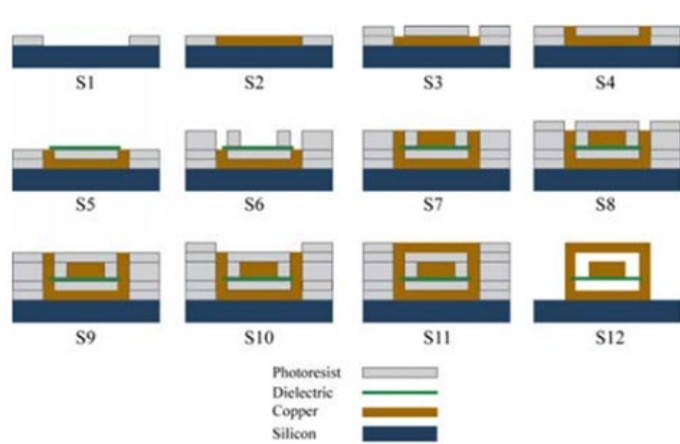 S1 S2 S3 S4
S5 S6 S7 S8
S9 S10 S11 S12
Photoresist
Dielectric
Copper
Silicon